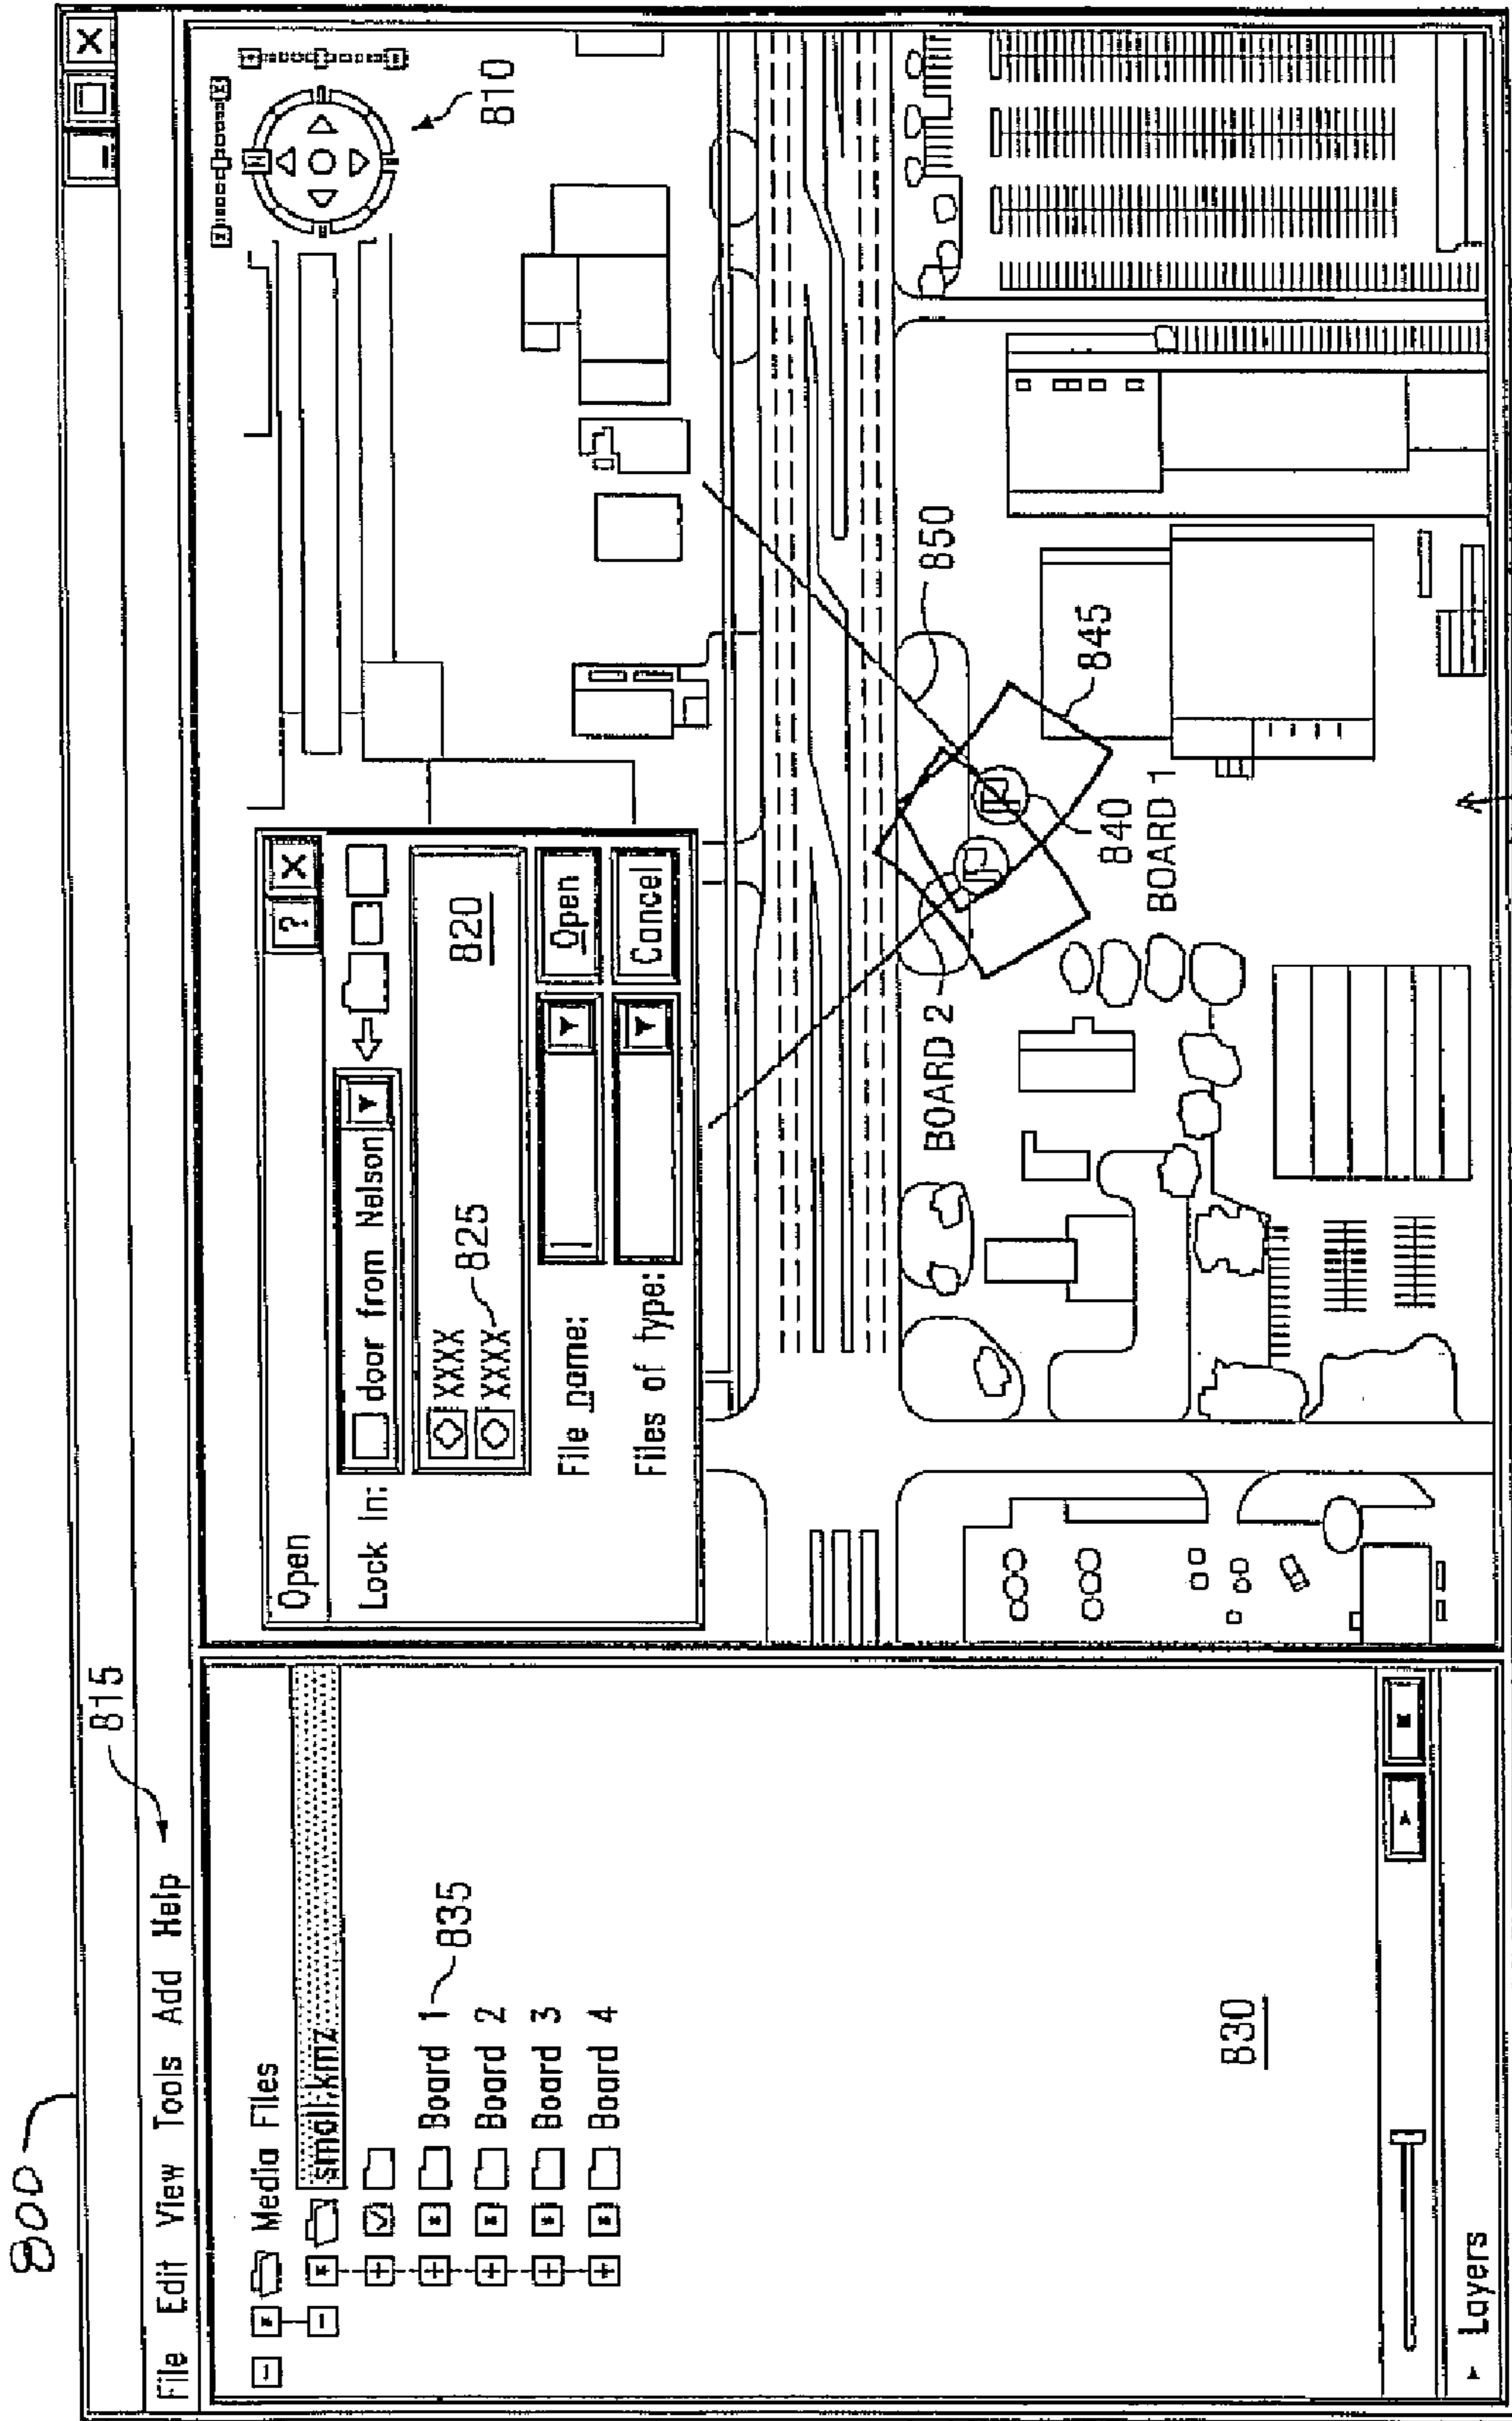 800
815
File Edit View Tools Add Help
Media Files
small.kmz
Board 1
835
Board 2
Board 3
Board 4
830
Layers
Open
? X
Lock In:
door from Nelson
XXXX
XXXX
825
820
File name:
Open
Files of type:
Cancel
810
BOARD 2
850
845
840
BOARD 1